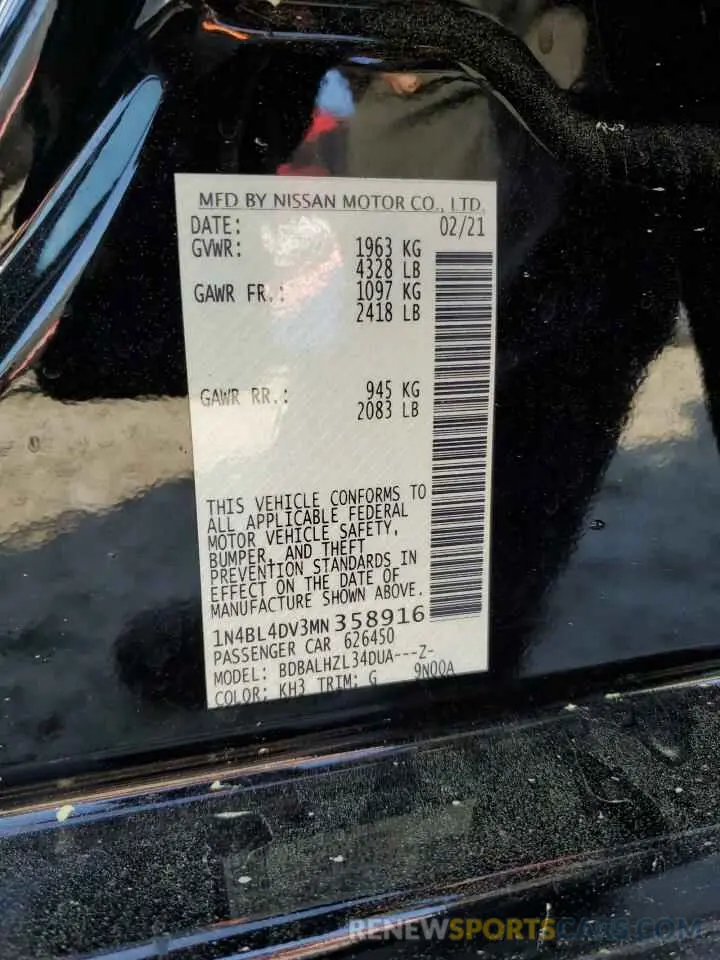 MFD BY NISSAN MOTOR CO., LTD.
DATE: 02/21
GVWR: 1963 KG
4328 LB
GAWR FR.: 1097 KG
2418 LB
GAWR RR.: 945 KG
2083 LB
THIS VEHICLE CONFORMS TO
ALL APPLICABLE FEDERAL
MOTOR VEHICLE SAFETY,
BUMPER, AND THEFT
PREVENTION STANDARDS IN
EFFECT ON THE DATE OF
MANUFACTURE SHOWN ABOVE.
1N4BL4DV3MN358916
PASSENGER CAR 626450
MODEL: BDBALHZL34DUA---Z-
COLOR: KH3 TRIM: G 9NQQA
RENEWSPORTSCARS.COM